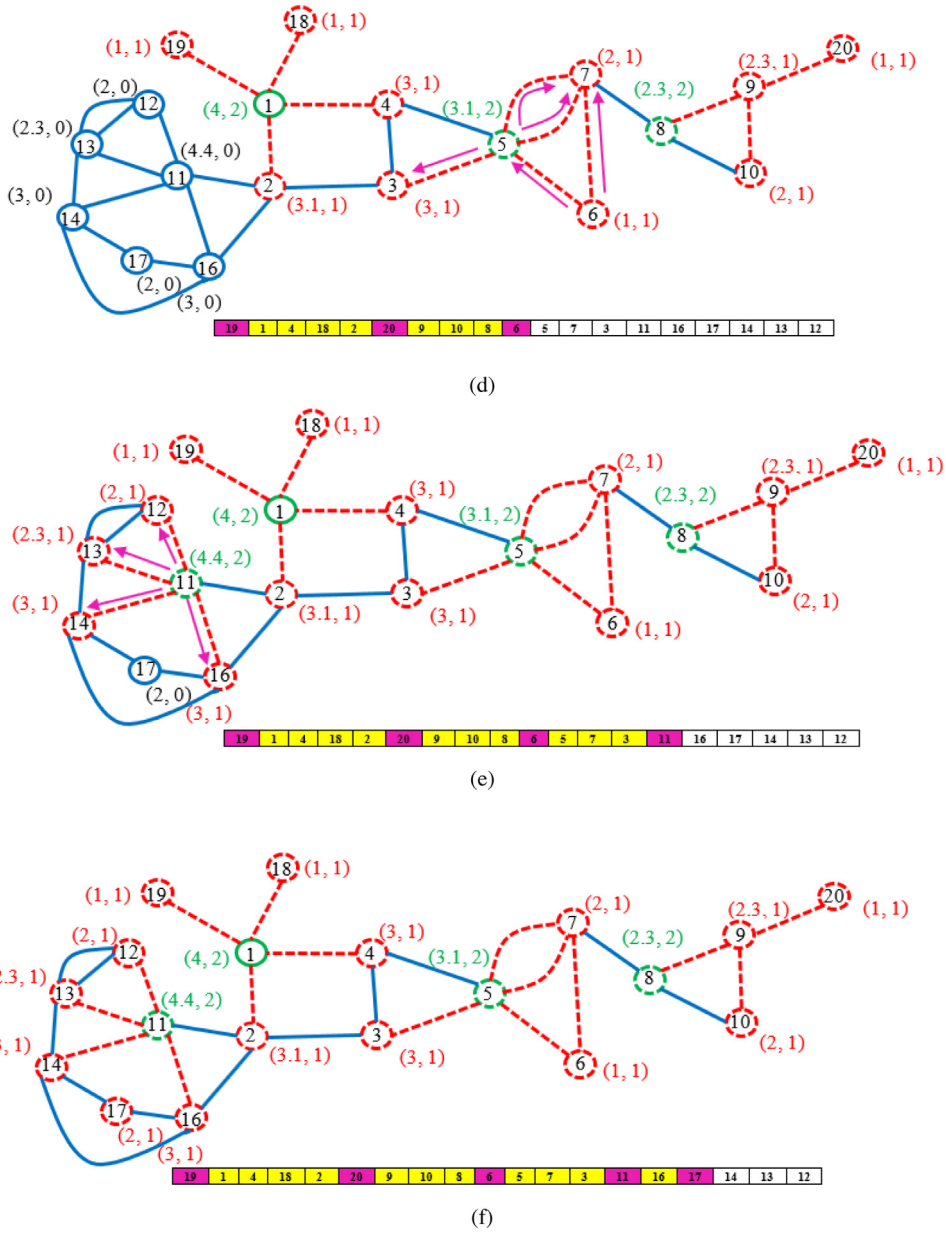 18 (1, 1)
(1, 1) 19
20 (1, 1)
(2, 0) 12
(4, 2) 1
4 (3, 1)
7 (2, 1)
(2.3, 2) 8
9 (2.3, 1)
(2.3, 0) 13
(4.4, 0) 11
(3.1, 2) 5
10 (2, 1)
(3, 0) 14
2 (3.1, 1)
3 (3, 1)
6 (1, 1)
17 (2, 0)
16 (3, 0)
19 1 4 18 2 20 9 10 8 6 5 7 3 11 16 17 14 13 12
(d)
18 (1, 1)
(1, 1) 19
20 (1, 1)
(2, 1) 12
(4, 2) 1
4 (3, 1)
7 (2, 1)
(2.3, 2) 8
9 (2.3, 1)
(2.3, 1) 13
(4.4, 2) 11
(3.1, 2) 5
10 (2, 1)
(3, 1) 14
2 (3.1, 1)
3 (3, 1)
6 (1, 1)
17 (2, 0)
16 (3, 1)
19 1 4 18 2 20 9 10 8 6 5 7 3 11 16 17 14 13 12
(e)
18 (1, 1)
(1, 1) 19
20 (1, 1)
(2, 1) 12
(4, 2) 1
4 (3, 1)
7 (2, 1)
(2.3, 2) 8
9 (2.3, 1)
2.3, 1) 13
(4.4, 2) 11
(3.1, 2) 5
10 (2, 1)
, 1) 14
2 (3.1, 1)
3 (3, 1)
6 (1, 1)
17 (2, 1)
16 (3, 1)
19 1 4 18 2 20 9 10 8 6 5 7 3 11 16 17 14 13 12
(f)